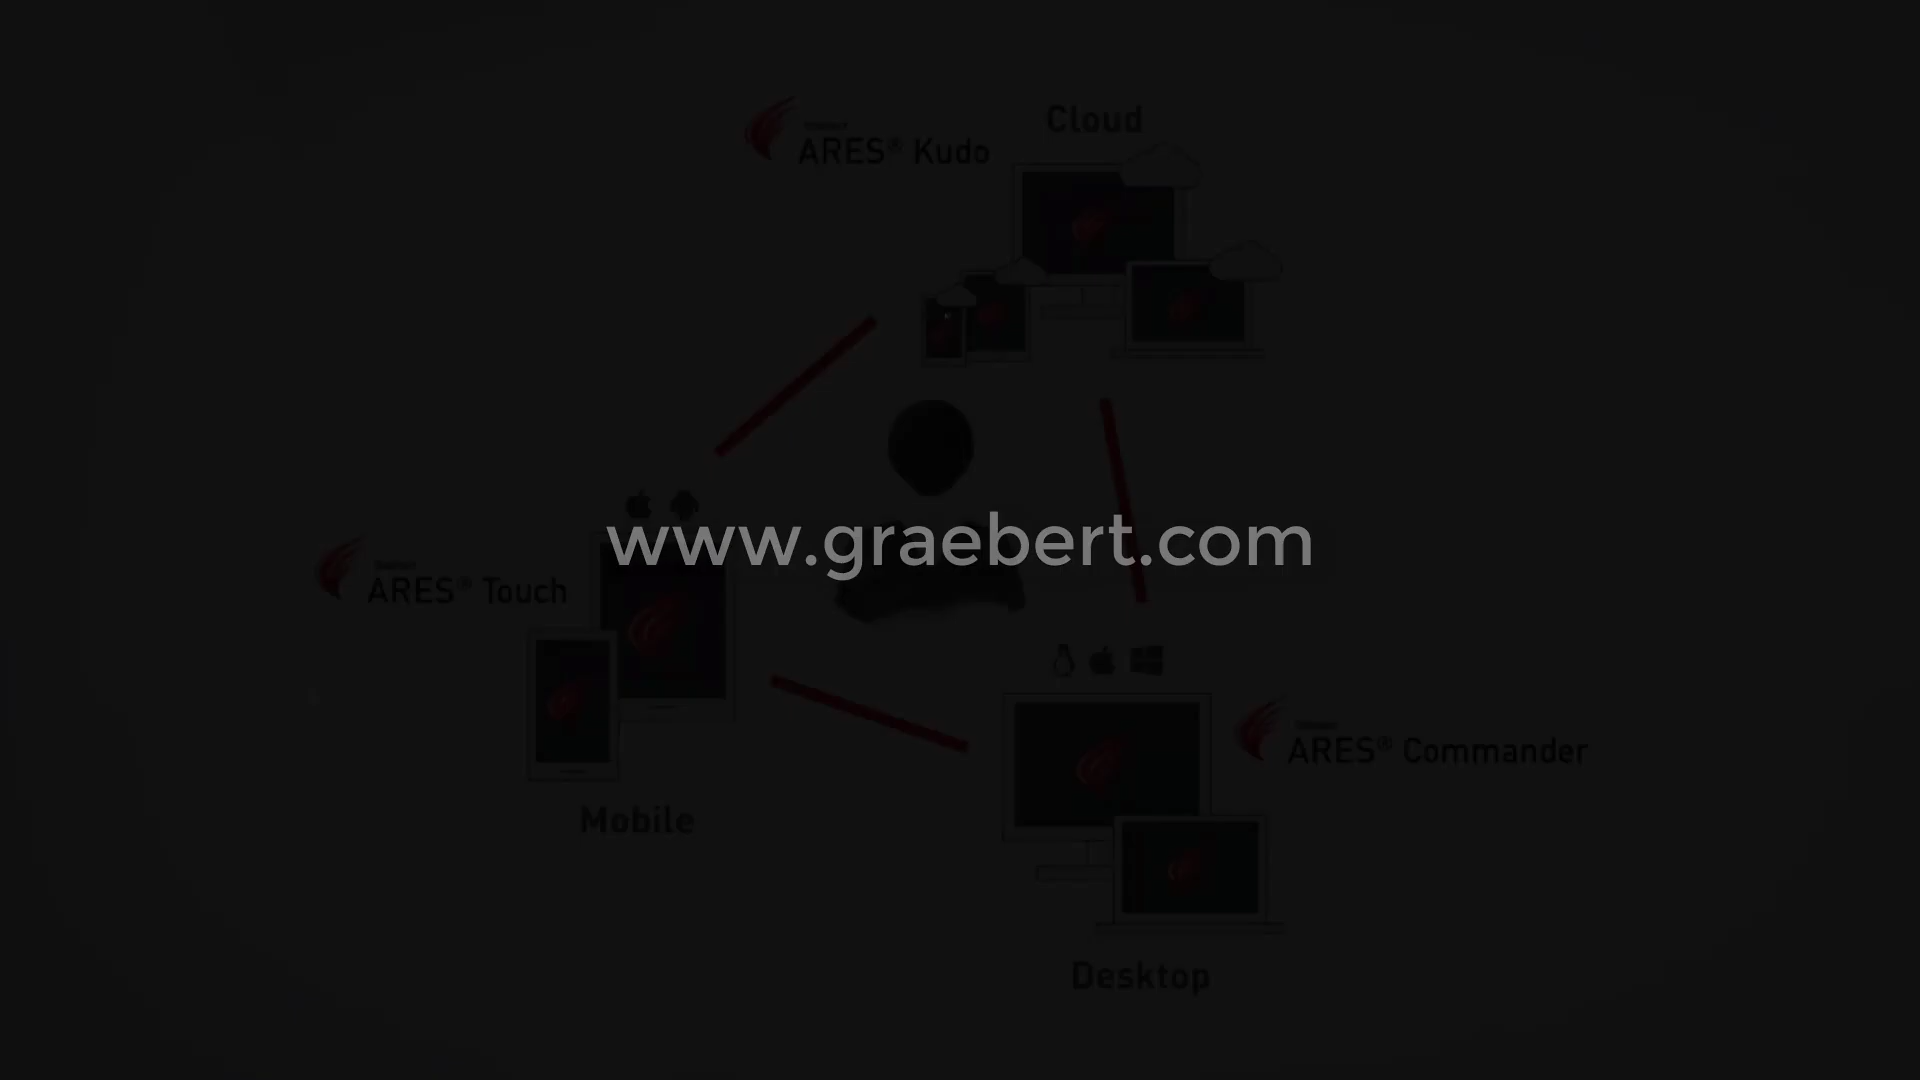 Cloud
ARES® Kudo
www.graebert.com
ARES® Touch
ARES® Commander
Mobile
Desktop